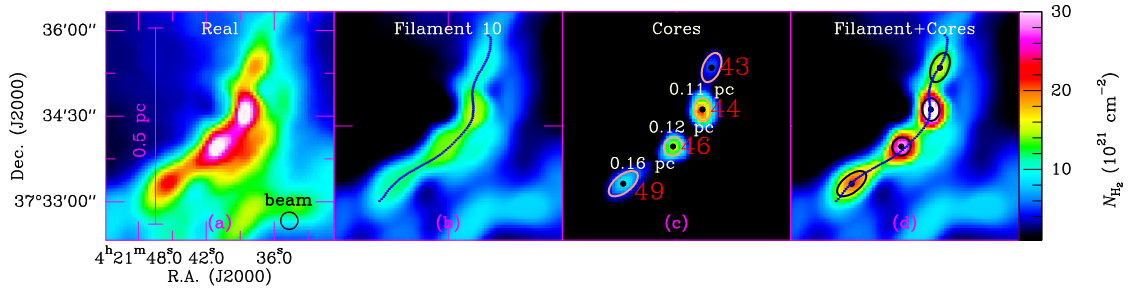 Real
Filament 10
Cores
Filament+Cores
36'00''
34'30''
37°33'00''
Dec. (J2000)
0.5 pc
beam
(a)
(b)
43
0.11 pc
44
0.12 pc
46
0.16 pc
49
(c)
(d)
30
20
10
N_H₂ (10²¹ cm⁻²)
4ʰ21ᵐ48ˢ.0 42ˢ.0 36ˢ.0
R.A. (J2000)